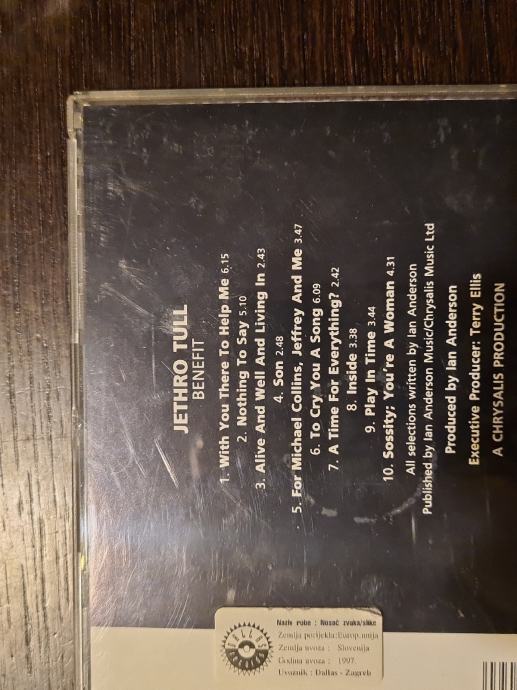 JETHRO TULL
BENEFIT
1. With You There To Help Me 6.15
2. Nothing To Say 5.10
3. Alive And Well And Living In 2.43
4. Son 2.48
5. For Michael Collins, Jeffrey And Me 3.47
6. To Cry You A Song 6.09
7. A Time For Everything? 2.42
8. Inside 3.38
9. Play In Time 3.44
10. Sossity; You're A Woman 4.31
All selections written by Ian Anderson
Published by Ian Anderson Music/Chrysalis Music Ltd
Produced by Ian Anderson
Executive Producer: Terry Ellis
A CHRYSALIS PRODUCTION
DALLAS
RECORDS
Naziv robe : Nosač zvuka/slike
Zemlja porijekla:Europ.unija
Zemlja uvoza : Slovenija
Godina uvoza : 1997.
Uvoznik : Dallas - Zagreb